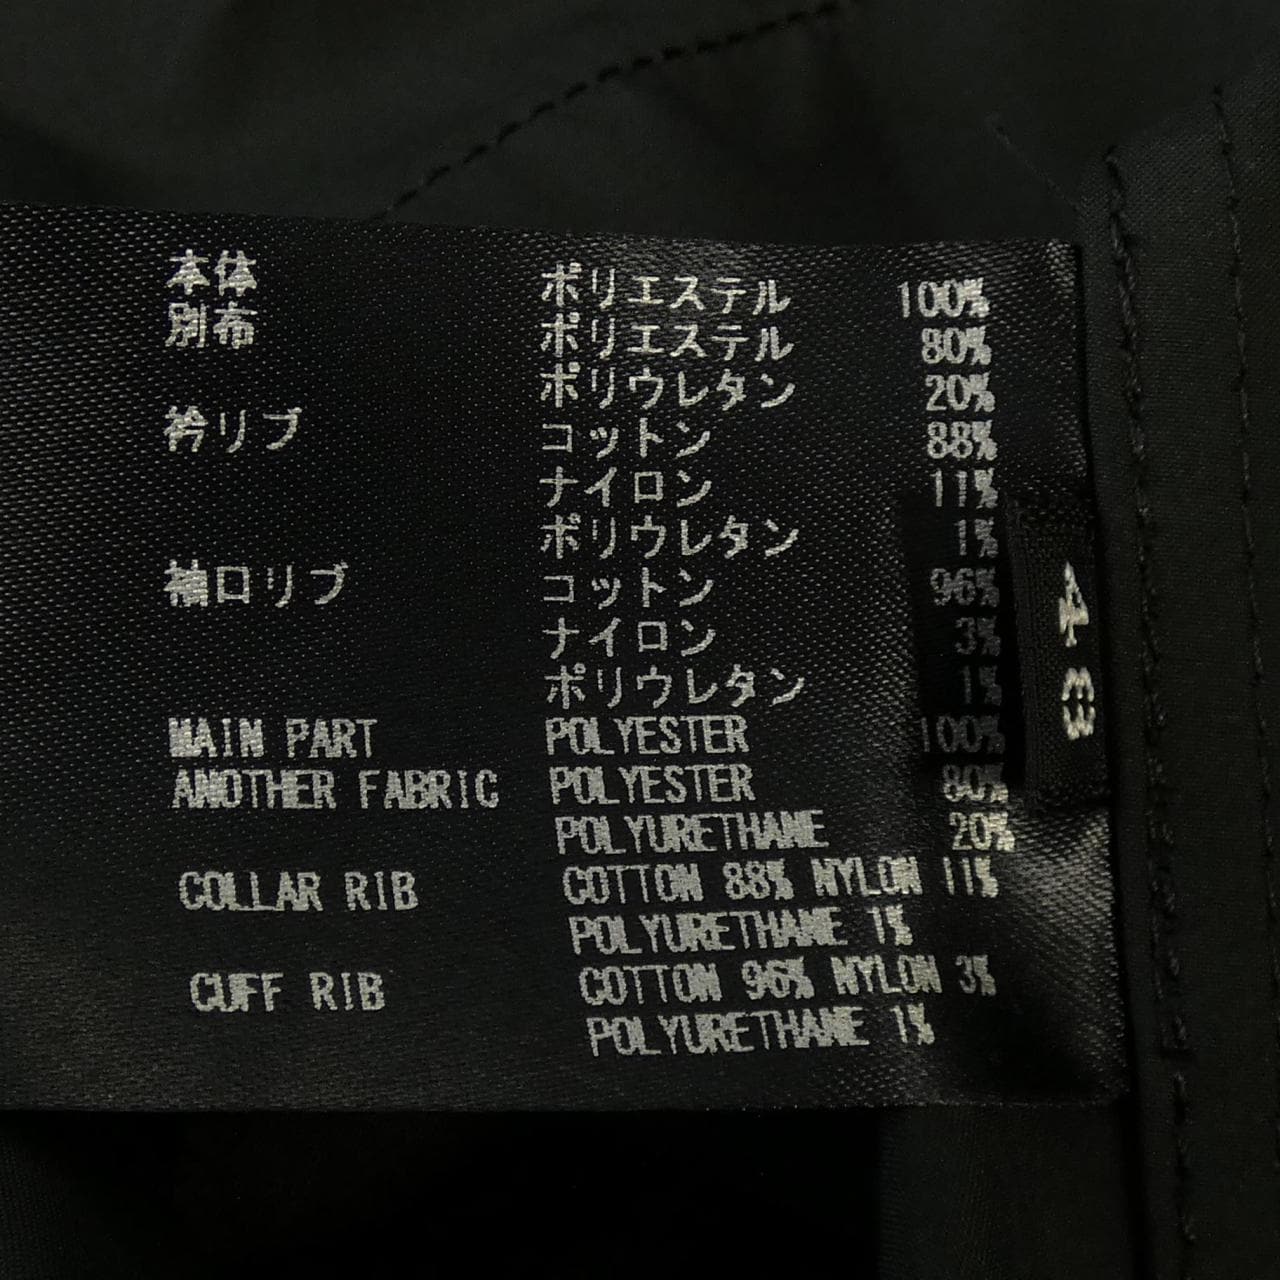 本体 ポリエステル 100%
別布 ポリエステル 80%
ポリウレタン 20%
衿リブ コットン 88%
ナイロン 11%
ポリウレタン 1%
袖口リブ コットン 96%
ナイロン 3%
ポリウレタン 1%
MAIN PART POLYESTER 100%
ANOTHER FABRIC POLYESTER 80%
POLYURETHANE 20%
COLLAR RIB COTTON 88% NYLON 11%
POLYURETHANE 1%
CUFF RIB COTTON 96% NYLON 3%
POLYURETHANE 1%
43